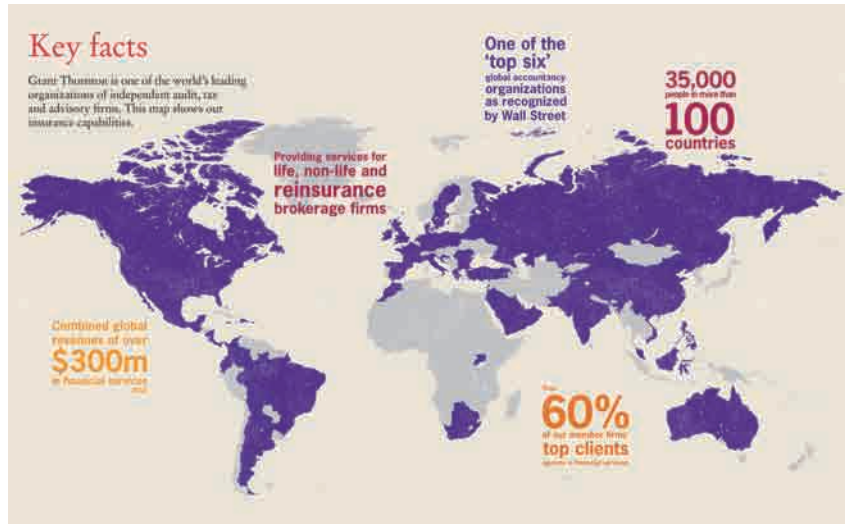 Key facts
Grant Thornton is one of the world's leading
organizations of independent audit, tax
and advisory firms. This map shows our
insurance capabilities.
One of the
'top six'
global accountancy
organizations
as recognized
by Wall Street
35,000
people in more than
100
countries
Providing services for
life, non-life and
reinsurance
brokerage firms
Combined global
revenues of over
$300m
in financial services
60%
of our member firms'
top clients